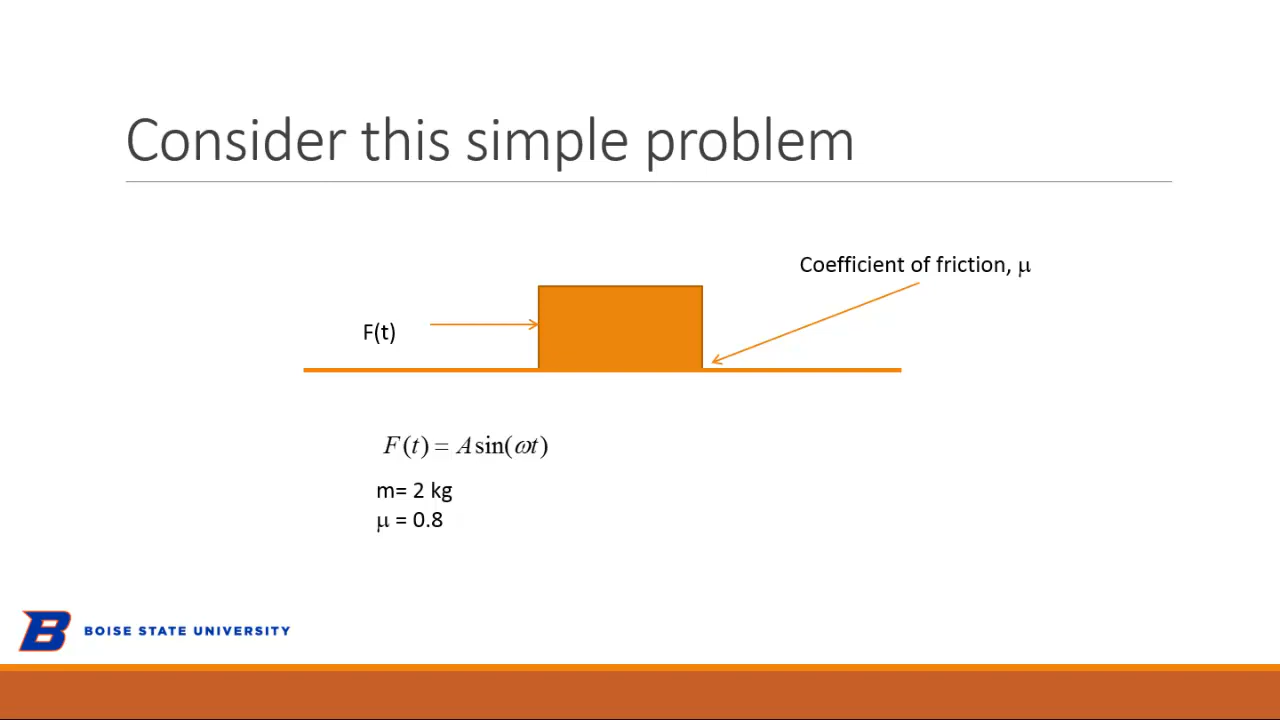 Consider this simple problem
Coefficient of friction, μ
F(t)
F(t) = A sin(ωt)
m= 2 kg
μ = 0.8
B BOISE STATE UNIVERSITY